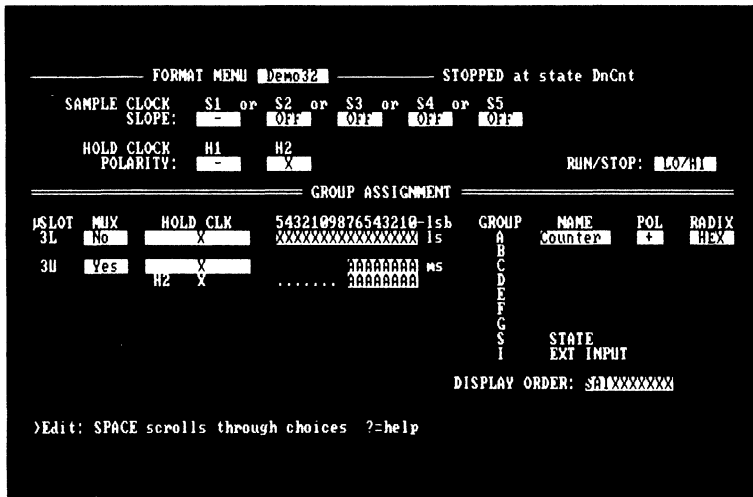 FORMAT MENU Demo32 STOPPED at state DnCnt
SAMPLE CLOCK S1 or S2 or S3 or S4 or S5
SLOPE: - OFF OFF OFF OFF
HOLD CLOCK H1 H2
POLARITY: - X RUN/STOP: LO/HI
GROUP ASSIGNMENT
µSLOT MUX HOLD CLK 5432109876543210-lsb GROUP NAME POL RADIX
3L No X XXXXXXXXXXXXXXXX ls A Counter + HEX
B
3U Yes X AAAAAAAA ms C
H2 X ....... AAAAAAAA D
E
F
G
S STATE
I EXT INPUT
DISPLAY ORDER: SAIXXXXXXX
>Edit: SPACE scrolls through choices ?=help